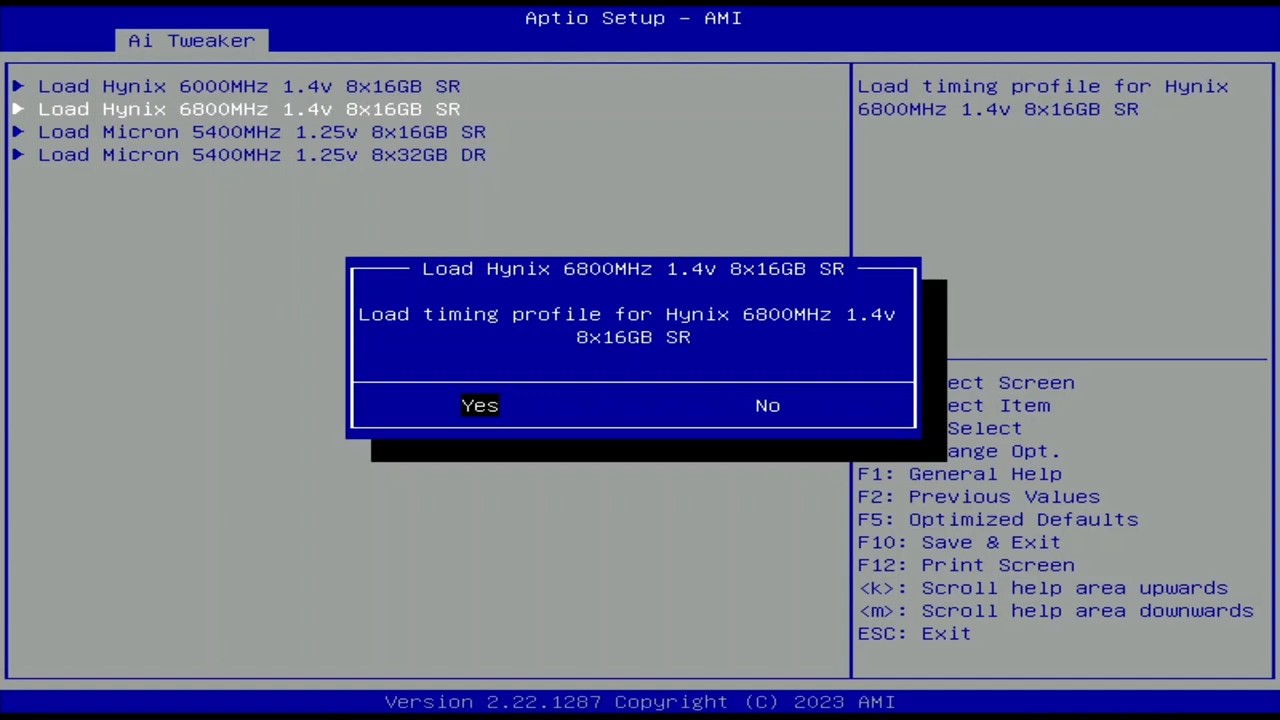 Aptio Setup – AMI
Ai Tweaker
Load Hynix 6000MHz 1.4v 8x16GB SR
Load Hynix 6800MHz 1.4v 8x16GB SR
Load Micron 5400MHz 1.25v 8x16GB SR
Load Micron 5400MHz 1.25v 8x32GB DR
Load timing profile for Hynix
6800MHz 1.4v 8x16GB SR
Load Hynix 6800MHz 1.4v 8x16GB SR
Load timing profile for Hynix 6800MHz 1.4v
8x16GB SR
Yes No
ect Screen
ect Item
Select
ange Opt.
F1: General Help
F2: Previous Values
F5: Optimized Defaults
F10: Save & Exit
F12: Print Screen
<k>: Scroll help area upwards
<m>: Scroll help area downwards
ESC: Exit
Version 2.22.1287 Copyright (C) 2023 AMI